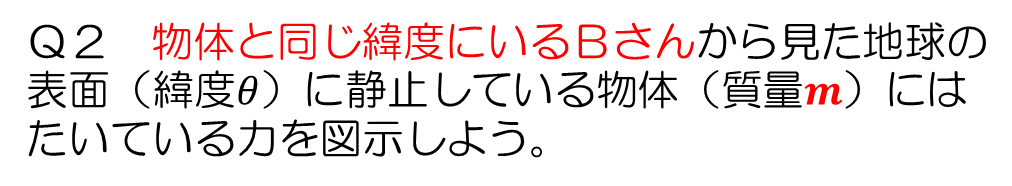 Q2 物体と同じ緯度にいるBさんから見た地球の
表面（緯度θ）に静止している物体（質量m）には
たいている力を図示しよう。